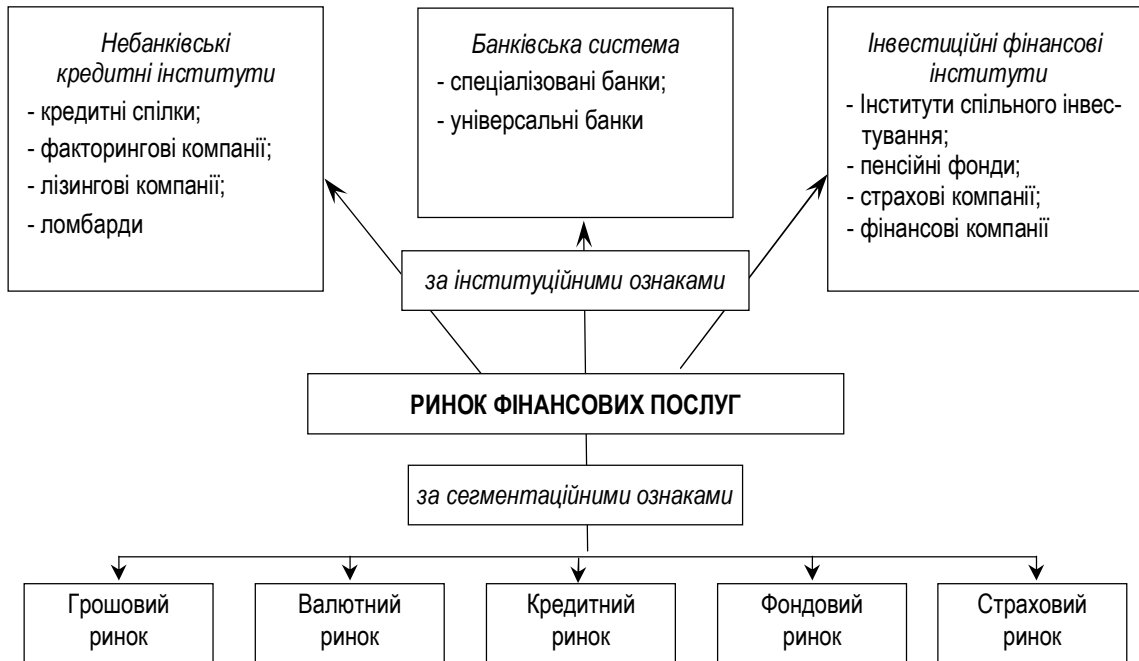 Небанківські
кредитні інститути
- кредитні спілки;
- факторингові компанії;
- лізингові компанії;
- ломбарди
Банківська система
- спеціалізовані банки;
- універсальні банки
Інвестиційні фінансові
інститути
- Інститути спільного інвес-
тування;
- пенсійні фонди;
- страхові компанії;
- фінансові компанії
за інституційними ознаками
РИНОК ФІНАНСОВИХ ПОСЛУГ
за сегментаційними ознаками
Грошовий
ринок
Валютний
ринок
Кредитний
ринок
Фондовий
ринок
Страховий
ринок